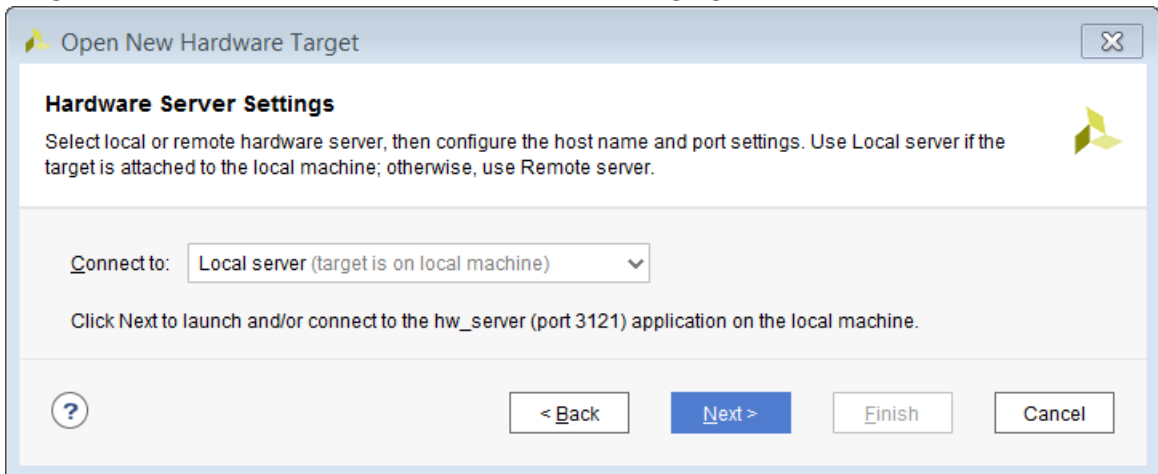 Open New Hardware Target
Hardware Server Settings
Select local or remote hardware server, then configure the host name and port settings. Use Local server if the
target is attached to the local machine; otherwise, use Remote server.
Connect to: Local server (target is on local machine)
Click Next to launch and/or connect to the hw_server (port 3121) application on the local machine.
? < Back Next > Finish Cancel